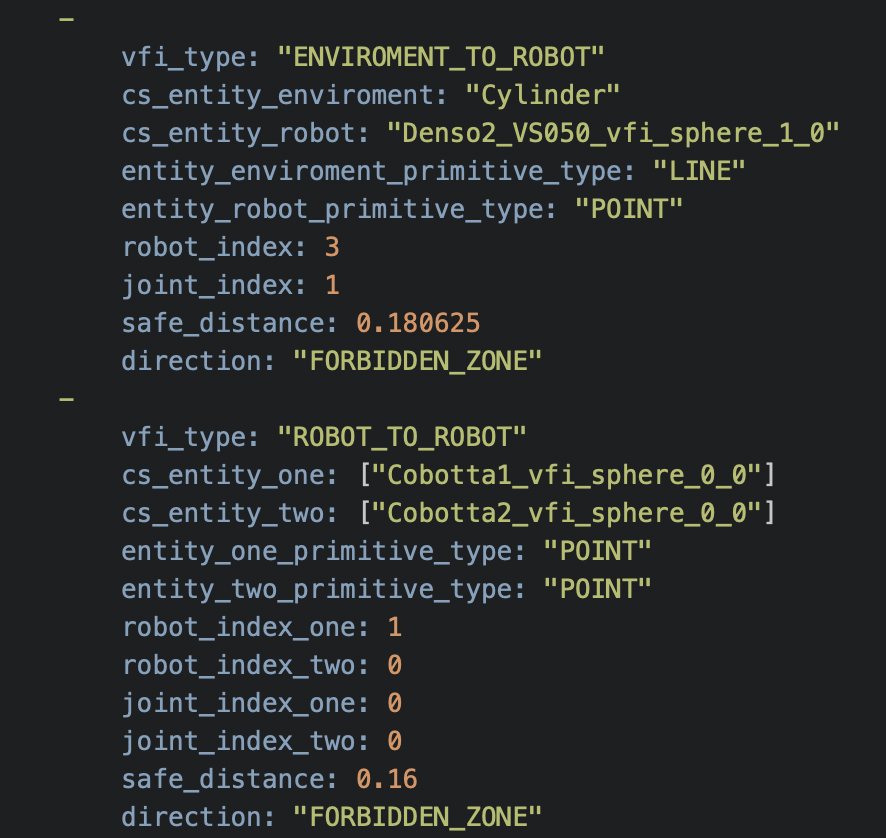 -
vfi_type: "ENVIROMENT_TO_ROBOT"
cs_entity_enviroment: "Cylinder"
cs_entity_robot: "Denso2_VS050_vfi_sphere_1_0"
entity_enviroment_primitive_type: "LINE"
entity_robot_primitive_type: "POINT"
robot_index: 3
joint_index: 1
safe_distance: 0.180625
direction: "FORBIDDEN_ZONE"
-
vfi_type: "ROBOT_TO_ROBOT"
cs_entity_one: ["Cobotta1_vfi_sphere_0_0"]
cs_entity_two: ["Cobotta2_vfi_sphere_0_0"]
entity_one_primitive_type: "POINT"
entity_two_primitive_type: "POINT"
robot_index_one: 1
robot_index_two: 0
joint_index_one: 0
joint_index_two: 0
safe_distance: 0.16
direction: "FORBIDDEN_ZONE"